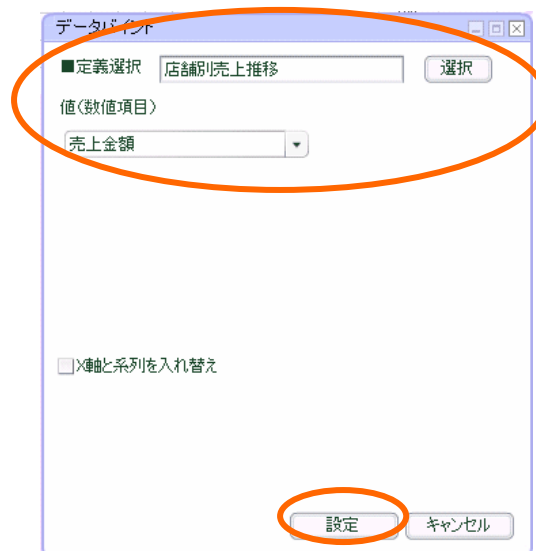 データバインド
■定義選択 店舗別売上推移 選択
値(数値項目)
売上金額
X軸と系列を入れ替え
設定 キャンセル